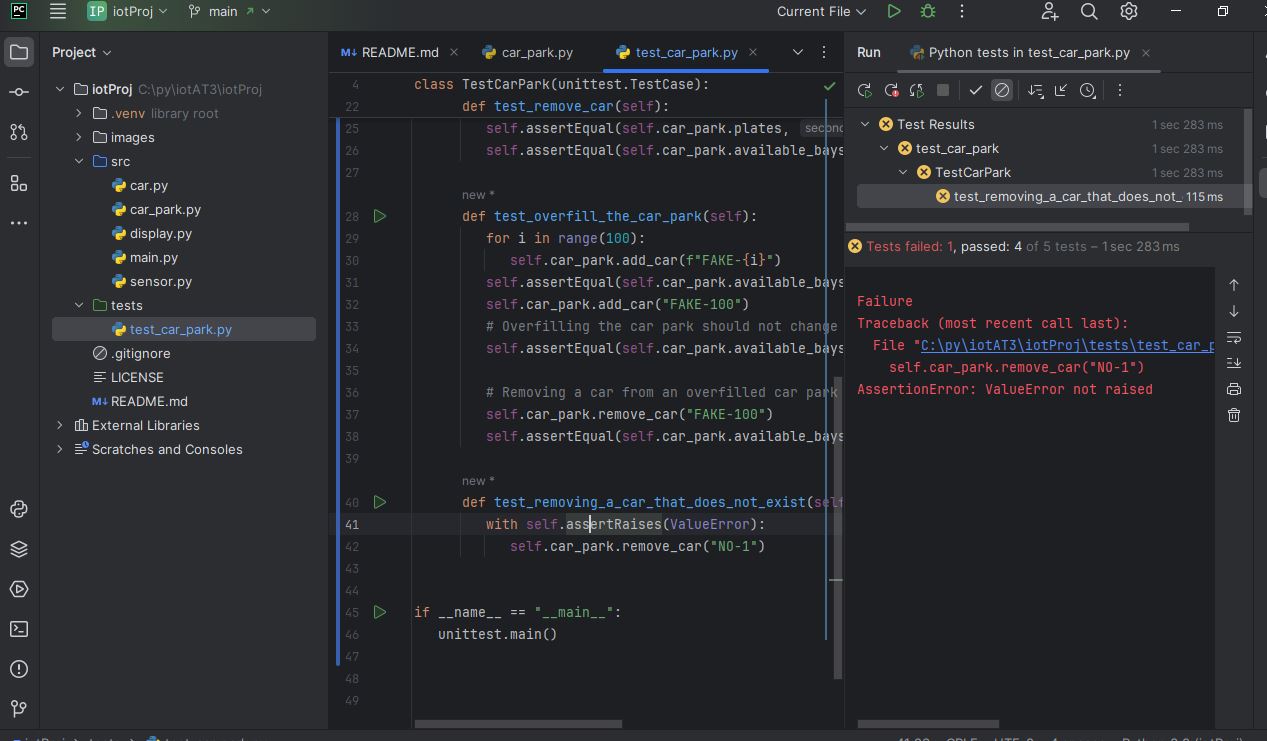 PC
IP iotProj
main
Current File
Project
iotProj C:\py\iotAT3\iotProj
.venv library root
images
src
car.py
car_park.py
display.py
main.py
sensor.py
tests
test_car_park.py
.gitignore
LICENSE
M↓ README.md
External Libraries
Scratches and Consoles
M↓ README.md
car_park.py
test_car_park.py
4 class TestCarPark(unittest.TestCase):
22 def test_remove_car(self):
25 self.assertEqual(self.car_park.plates, second
26 self.assertEqual(self.car_park.available_bays
27
new *
28 def test_overfill_the_car_park(self):
29 for i in range(100):
30 self.car_park.add_car(f"FAKE-{i}")
31 self.assertEqual(self.car_park.available_bays
32 self.car_park.add_car("FAKE-100")
33 # Overfilling the car park should not change
34 self.assertEqual(self.car_park.available_bays
35
36 # Removing a car from an overfilled car park
37 self.car_park.remove_car("FAKE-100")
38 self.assertEqual(self.car_park.available_bays
39
new *
40 def test_removing_a_car_that_does_not_exist(self
41 with self.assertRaises(ValueError):
42 self.car_park.remove_car("NO-1")
43
44
45 if __name__ == "__main__":
46 unittest.main()
47
48
49
Run
Python tests in test_car_park.py
Test Results 1 sec 283 ms
test_car_park 1 sec 283 ms
TestCarPark 1 sec 283 ms
test_removing_a_car_that_does_not_ 115 ms
Tests failed: 1, passed: 4 of 5 tests – 1 sec 283 ms
Failure
Traceback (most recent call last):
File "C:\py\iotAT3\iotProj\tests\test_car_p
self.car_park.remove_car("NO-1")
AssertionError: ValueError not raised